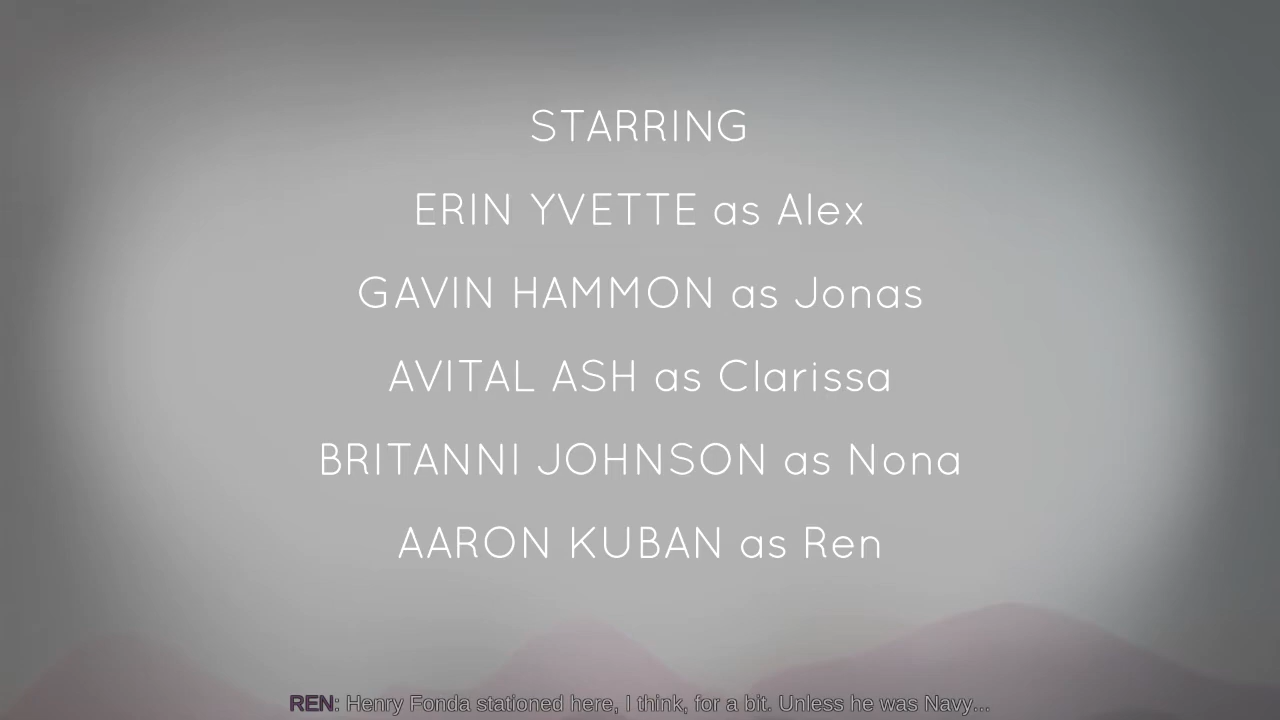 STARRING
ERIN YVETTE as Alex
GAVIN HAMMON as Jonas
AVITAL ASH as Clarissa
BRITANNI JOHNSON as Nona
AARON KUBAN as Ren
REN: Henry Fonda stationed here, I think, for a bit. Unless he was Navy...